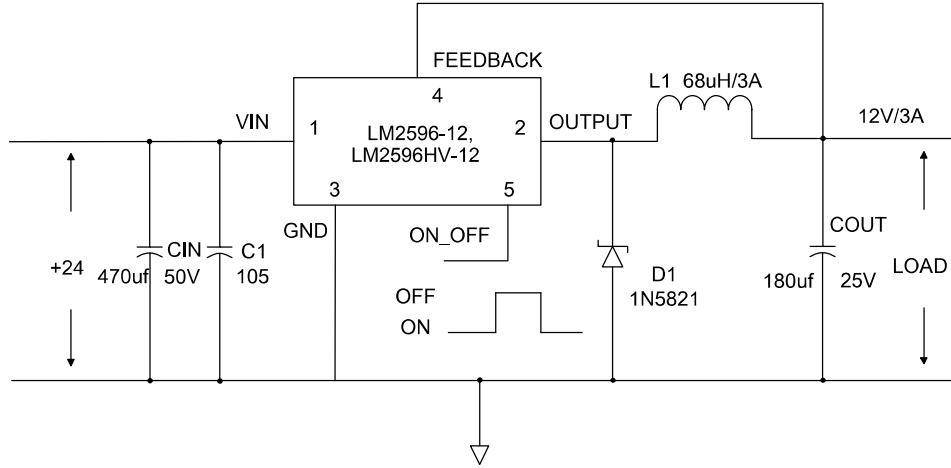 FEEDBACK
4
L1 68uH/3A
VIN
1
LM2596-12,
LM2596HV-12
2
OUTPUT
12V/3A
3
5
GND
ON_OFF
COUT
+24
470uf
CIN
50V
C1
105
D1
1N5821
180uf
25V
LOAD
OFF
ON